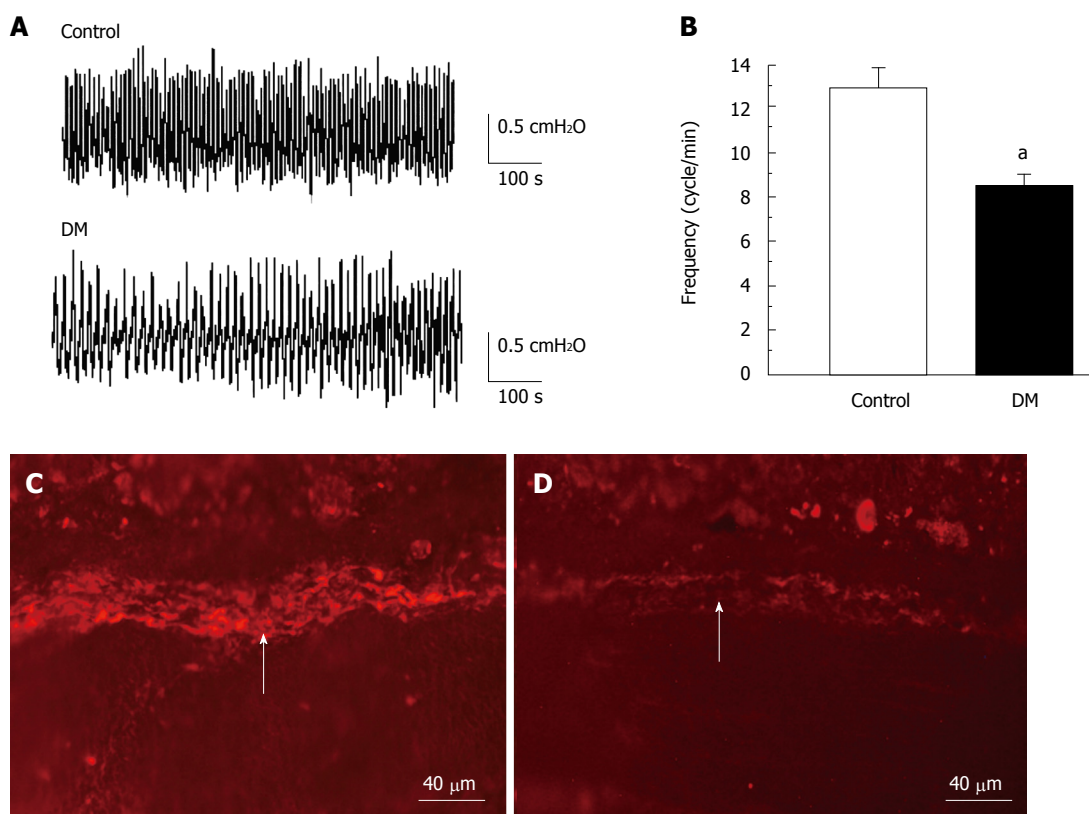 A
Control
0.5 cmH₂O
100 s
DM
0.5 cmH₂O
100 s
B
Frequency (cycle/min)
14
12
10
8
6
4
2
0
a
Control
DM
C
40 μm
D
40 μm